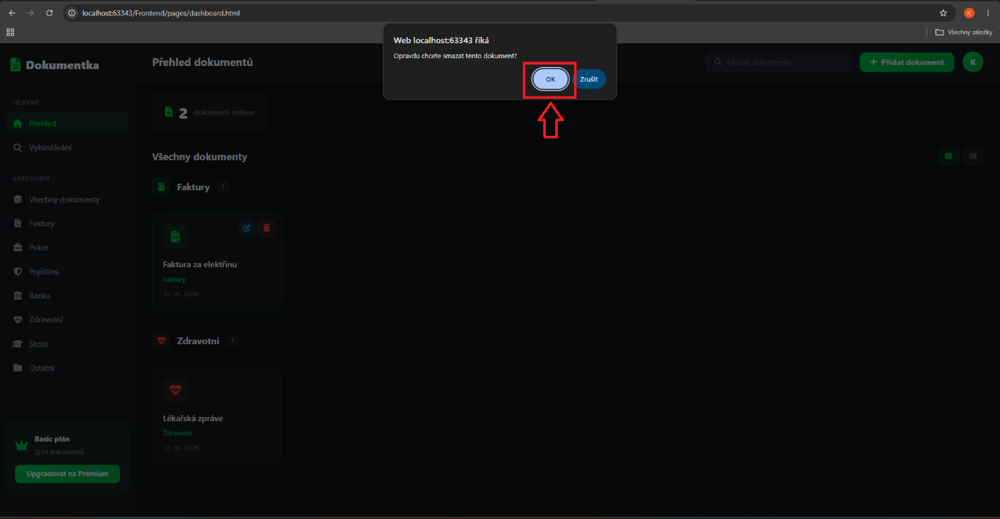 localhost:63343/Frontend/pages/dashboard.html
K
Všechny záložky
Web localhost:63343 říká
Opravdu chcete smazat tento dokument?
OK
Zrušit
Dokumentka
Přehled dokumentů
Hledat dokumenty...
+ Přidat dokument
K
HLAVNÍ
Přehled
Vyhledávání
KATEGORIE
Všechny dokumenty
Faktury
Práce
Pojištění
Banka
Zdravotní
Škola
Ostatní
Basic plán
2/10 dokumentů
Upgradovat na Premium
2 dokumentů celkem
Všechny dokumenty
Faktury 1
Faktura za elektřinu
Faktury
12. 05. 2026
Zdravotní 1
Lékařská zpráve
Zdravotní
12. 05. 2026